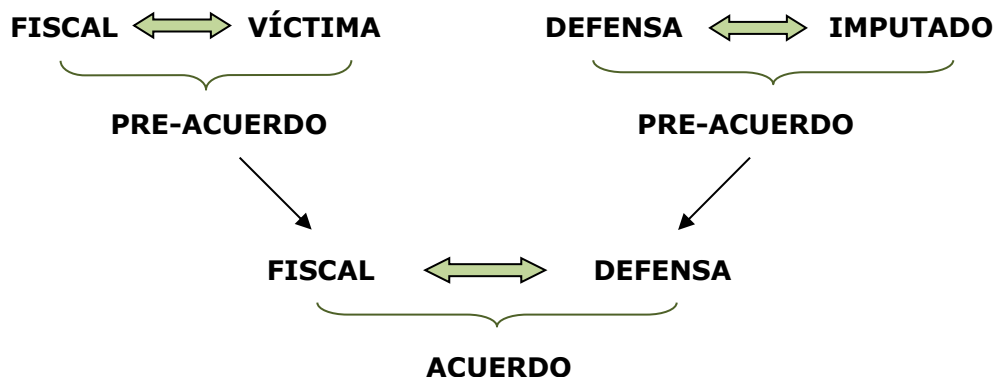 FISCAL VÍCTIMA DEFENSA IMPUTADO
PRE-ACUERDO PRE-ACUERDO
FISCAL DEFENSA
ACUERDO